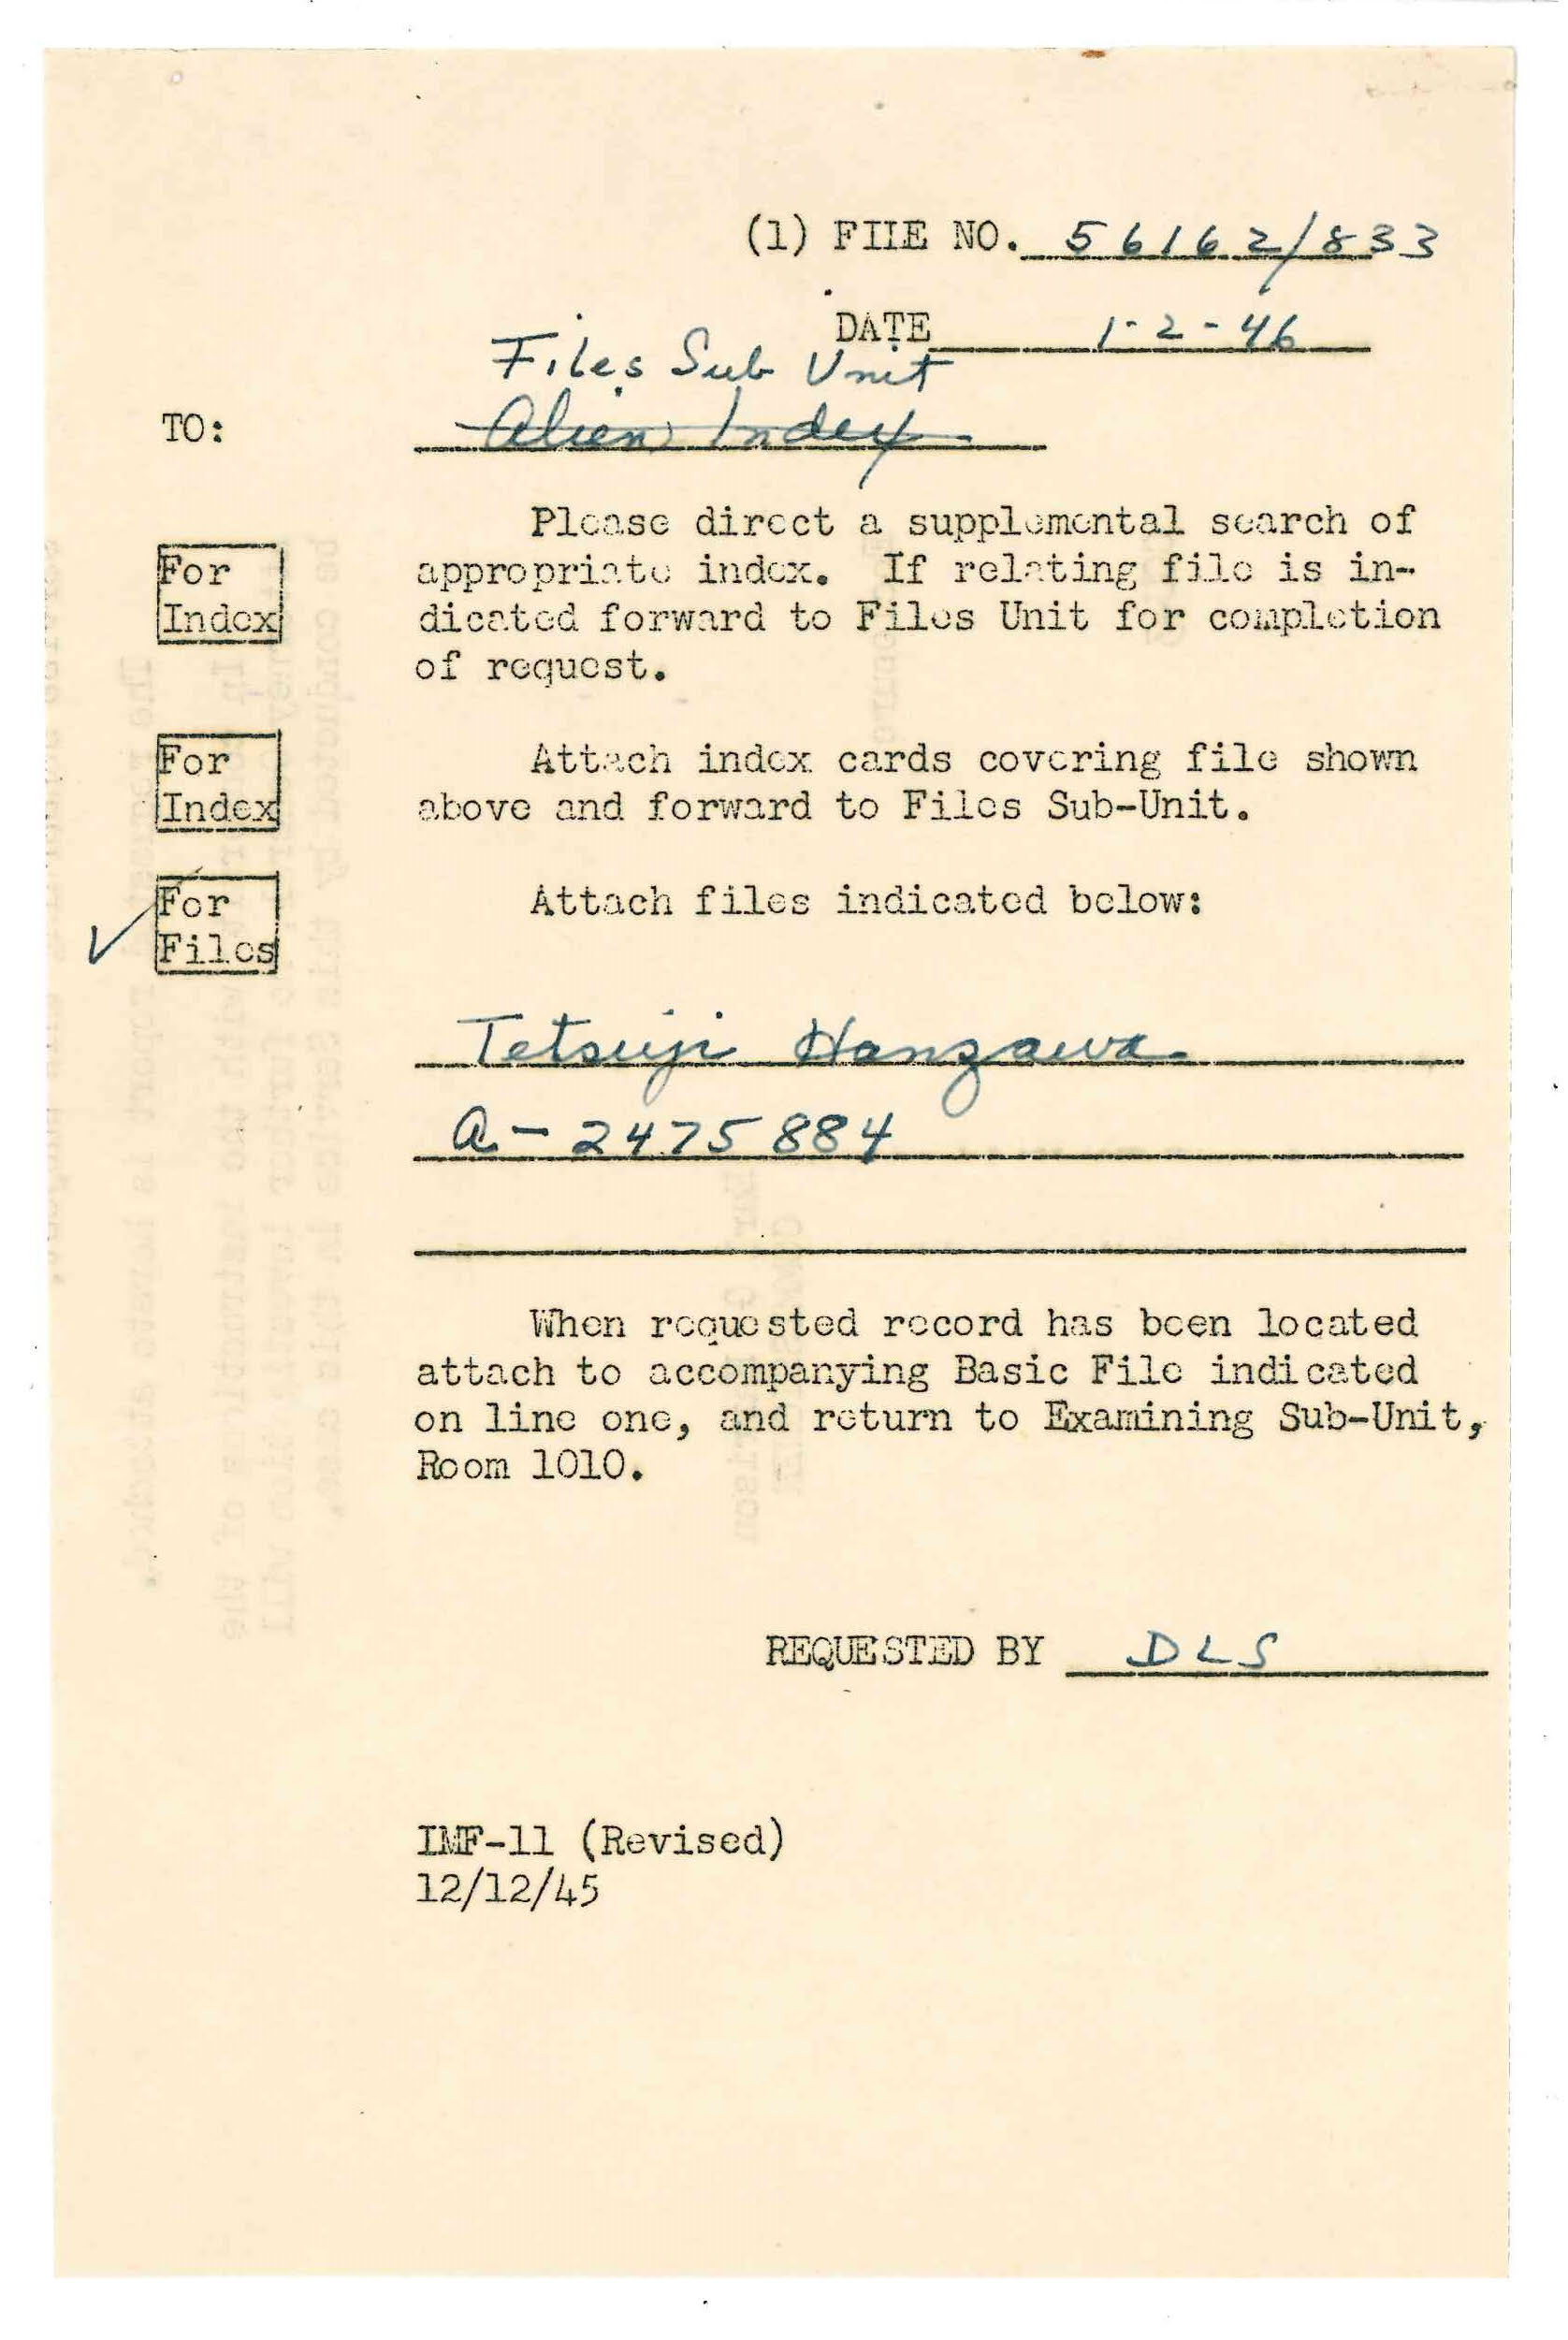 (1) FILE NO. 56162/833
DATE 1-2-46
Files Sub Unit
TO: Alien Index
Please direct a supplemental search of
For appropriate index. If relating file is in-
Index dicated forward to Files Unit for completion
of request.
For Attach index cards covering file shown
Index above and forward to Files Sub-Unit.
For Attach files indicated below:
✓ Files
Tetsuji Hanzawa
A-2475884
When requested record has been located
attach to accompanying Basic File indicated
on line one, and return to Examining Sub-Unit,
Room 1010.
REQUESTED BY DLS
IMF-11 (Revised)
12/12/45